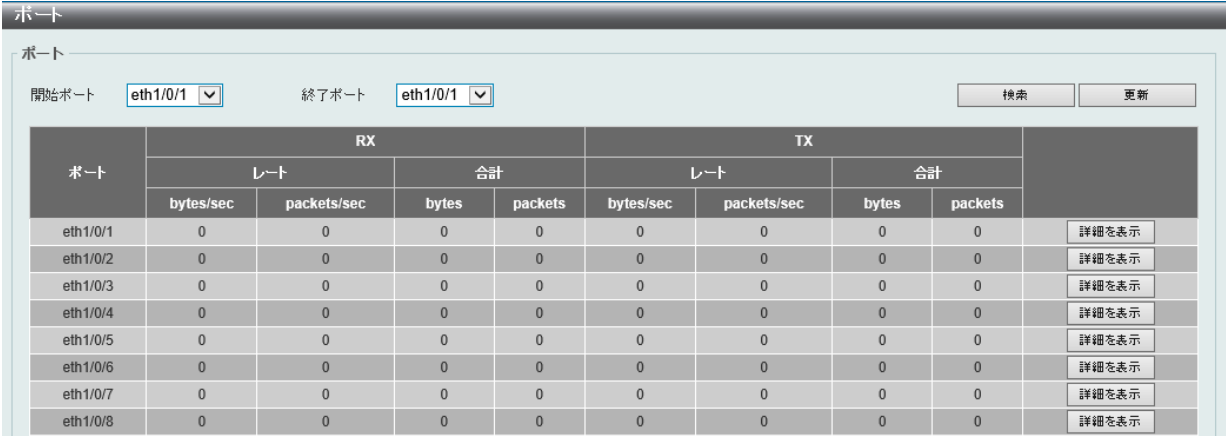 ポート
ポート
開始ポート eth1/0/1 終了ポート eth1/0/1 検索 更新
ポート RX TX
レート 合計 レート 合計
bytes/sec packets/sec bytes packets bytes/sec packets/sec bytes packets
eth1/0/1 0 0 0 0 0 0 0 0 詳細を表示
eth1/0/2 0 0 0 0 0 0 0 0 詳細を表示
eth1/0/3 0 0 0 0 0 0 0 0 詳細を表示
eth1/0/4 0 0 0 0 0 0 0 0 詳細を表示
eth1/0/5 0 0 0 0 0 0 0 0 詳細を表示
eth1/0/6 0 0 0 0 0 0 0 0 詳細を表示
eth1/0/7 0 0 0 0 0 0 0 0 詳細を表示
eth1/0/8 0 0 0 0 0 0 0 0 詳細を表示